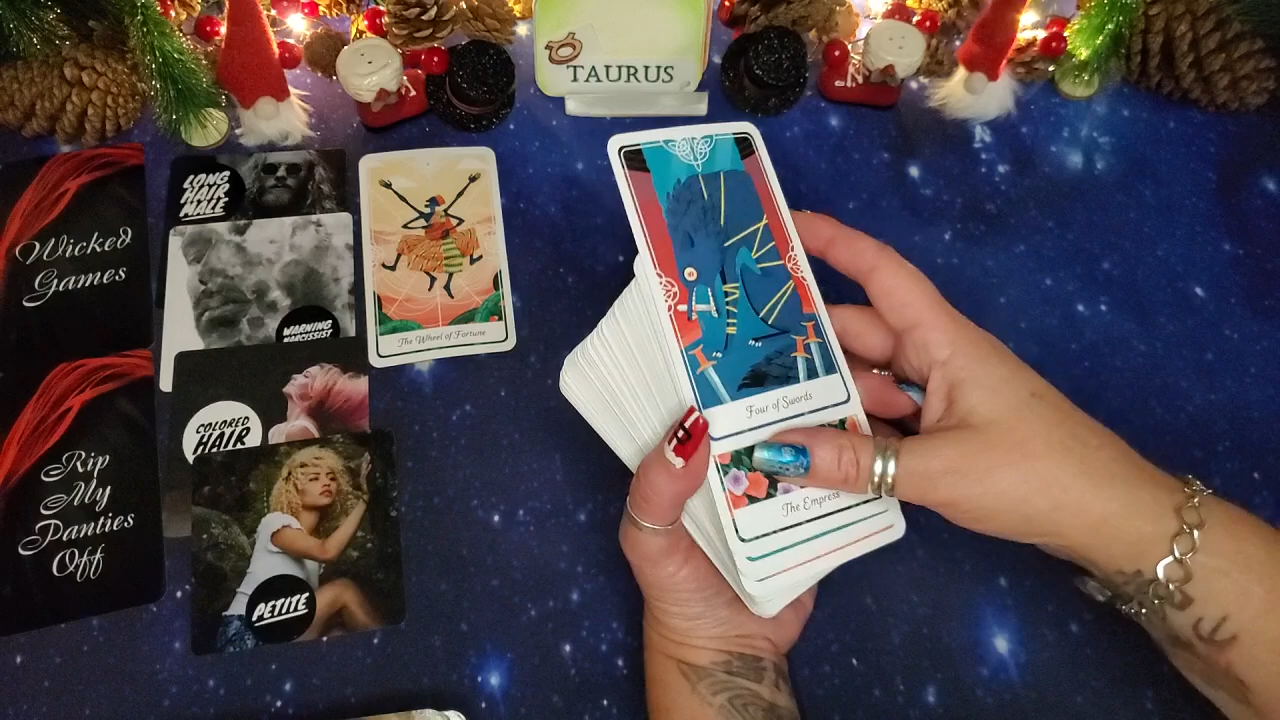 TAURUS
Wicked
Games
LONG
HAIR
MALE
WARNING
NARCISSIST
The Wheel of Fortune
Four of Swords
The Empress
Rip
My
Panties
Off
COLORED
HAIR
PETITE